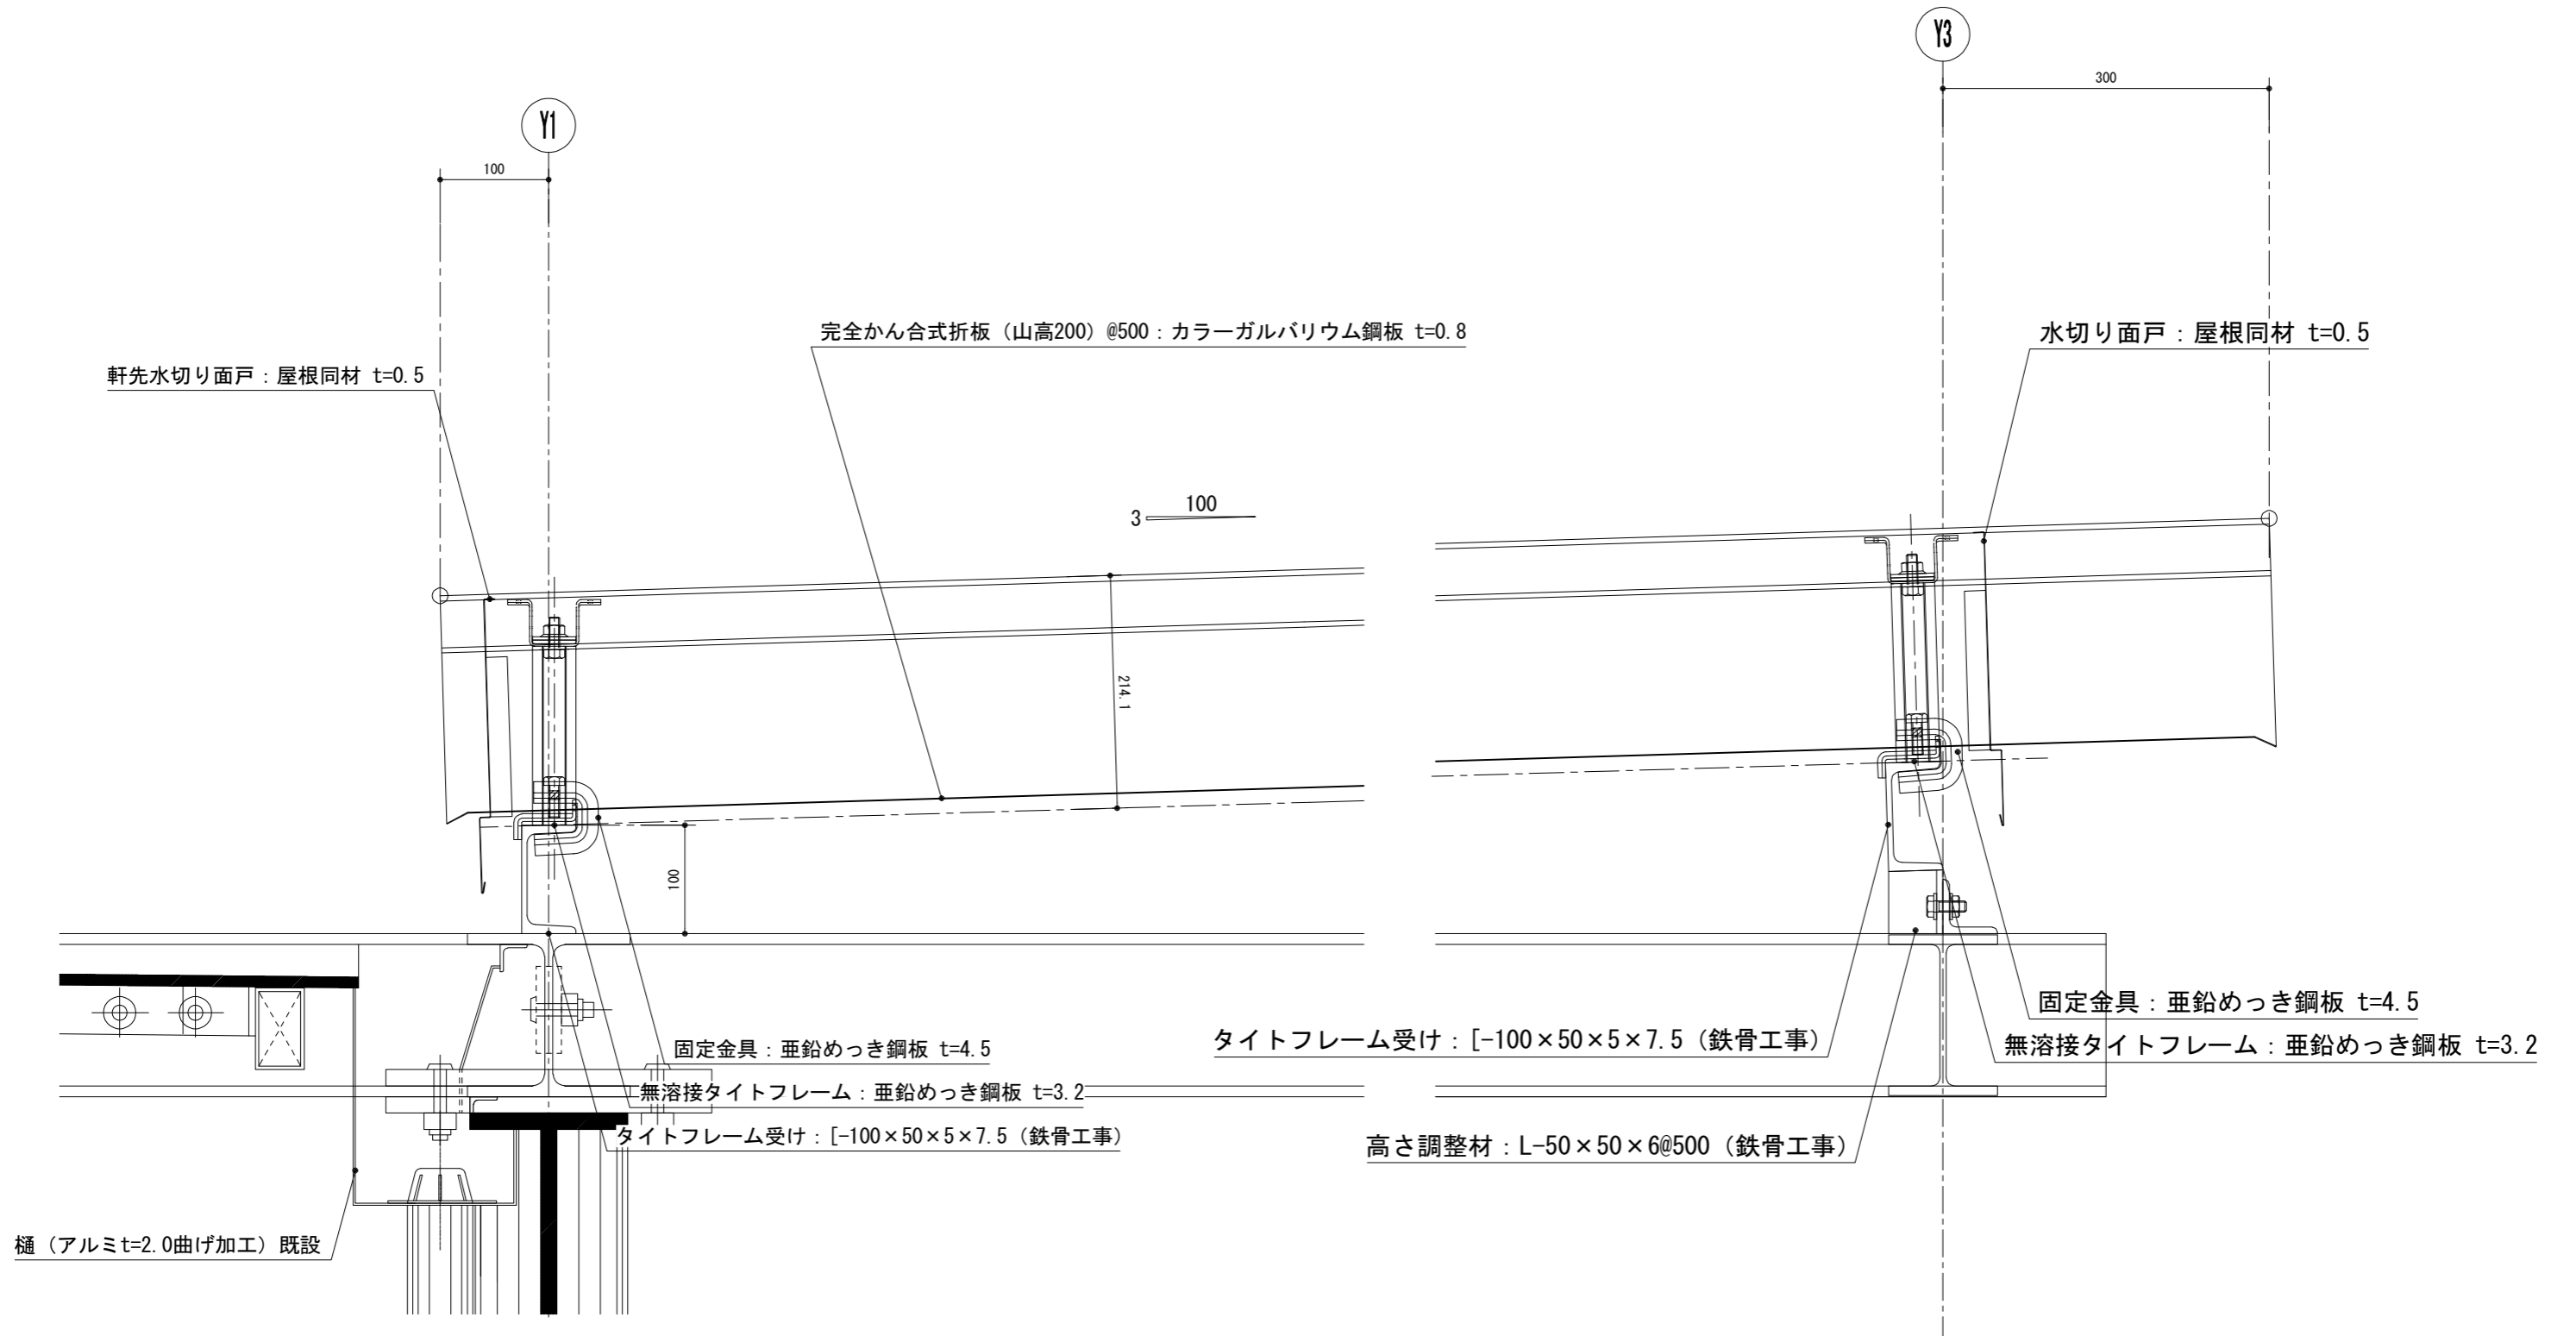 Y3
300
Y1
100
完全かん合式折板（山高200）@500：カラーガルバリウム鋼板 t=0.8
水切り面戸：屋根同材 t=0.5
軒先水切り面戸：屋根同材 t=0.5
100
3
214.1
100
固定金具：亜鉛めっき鋼板 t=4.5
タイトフレーム受け：[-100×50×5×7.5（鉄骨工事）
無溶接タイトフレーム：亜鉛めっき鋼板 t=3.2
固定金具：亜鉛めっき鋼板 t=4.5
無溶接タイトフレーム：亜鉛めっき鋼板 t=3.2
タイトフレーム受け：[-100×50×5×7.5（鉄骨工事）
高さ調整材：L-50×50×6@500（鉄骨工事）
樋（アルミt=2.0曲げ加工）既設